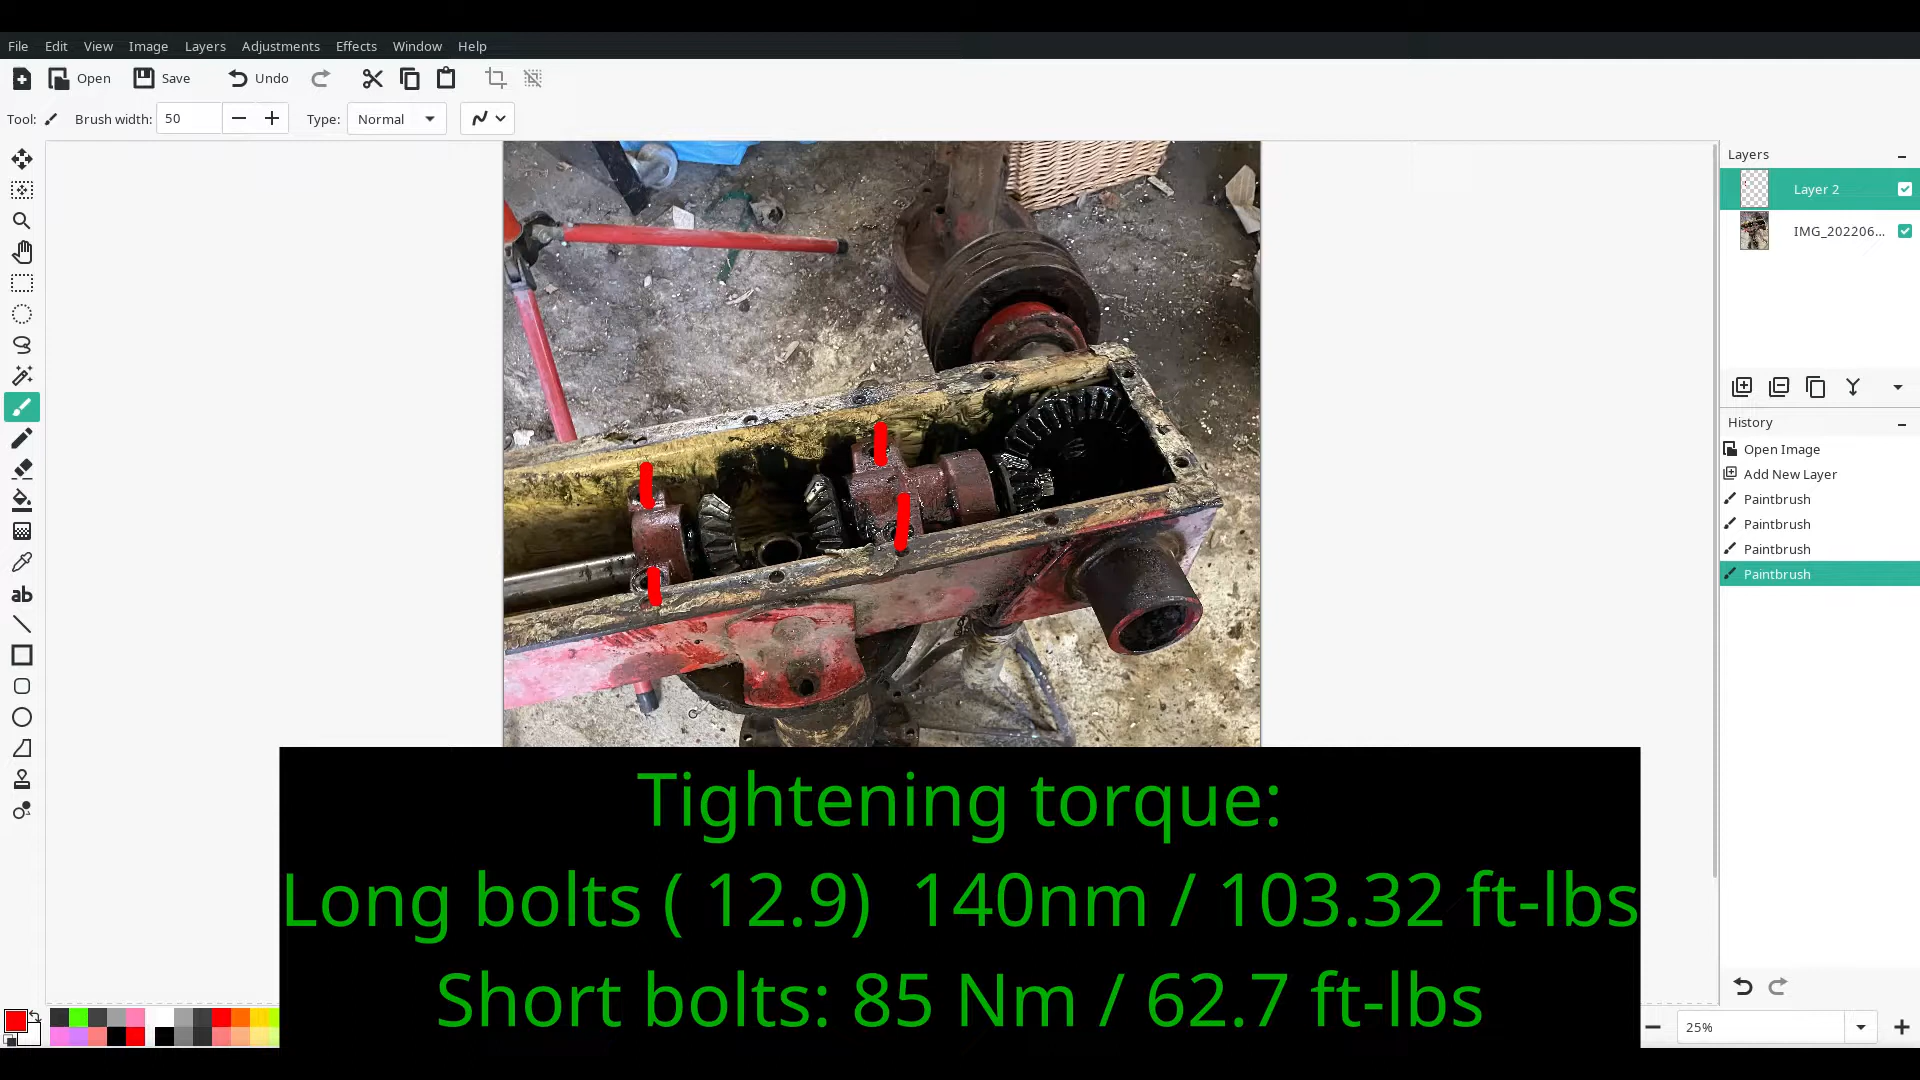 File Edit View Image Layers Adjustments Effects Window Help
Open Save Undo
Tool: Brush width: 50 Type: Normal
Layers
Layer 2
IMG_202206...
History
Open Image
Add New Layer
Paintbrush
Paintbrush
Paintbrush
Paintbrush
ab
Tightening torque:
Long bolts ( 12.9)  140nm / 103.32 ft-lbs
Short bolts: 85 Nm / 62.7 ft-lbs
25%